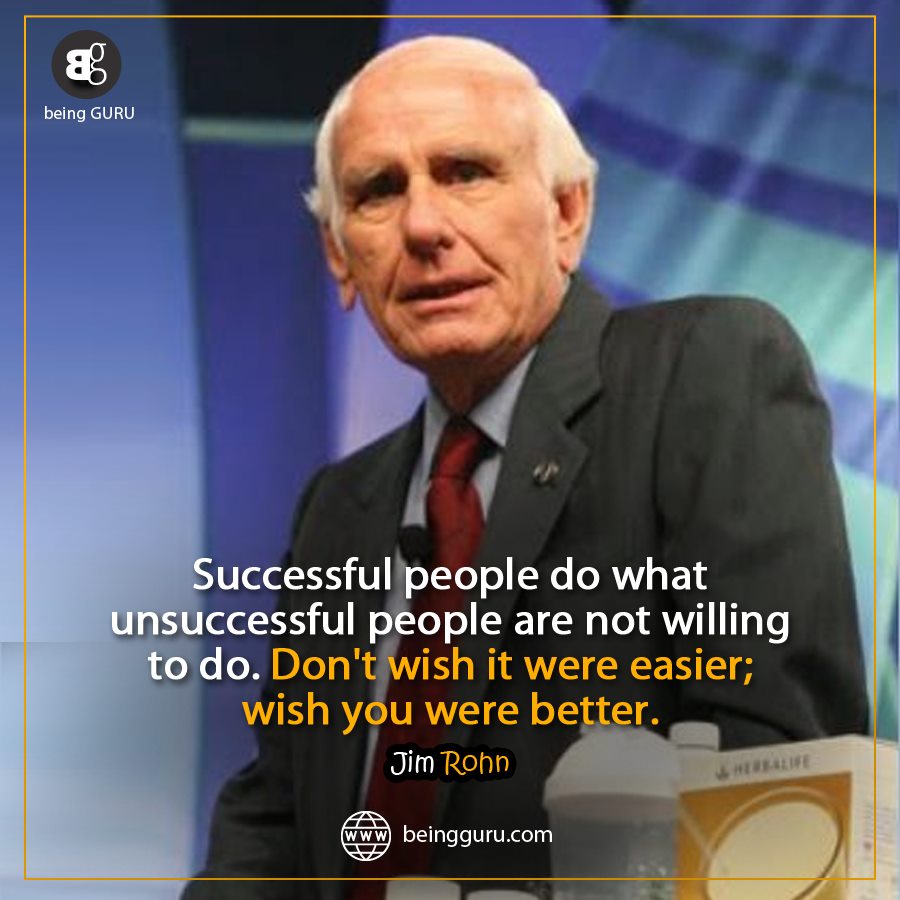 being GURU
Successful people do what
unsuccessful people are not willing
to do. Don't wish it were easier;
wish you were better.
Jim Rohn
HERBALIFE
www beingguru.com